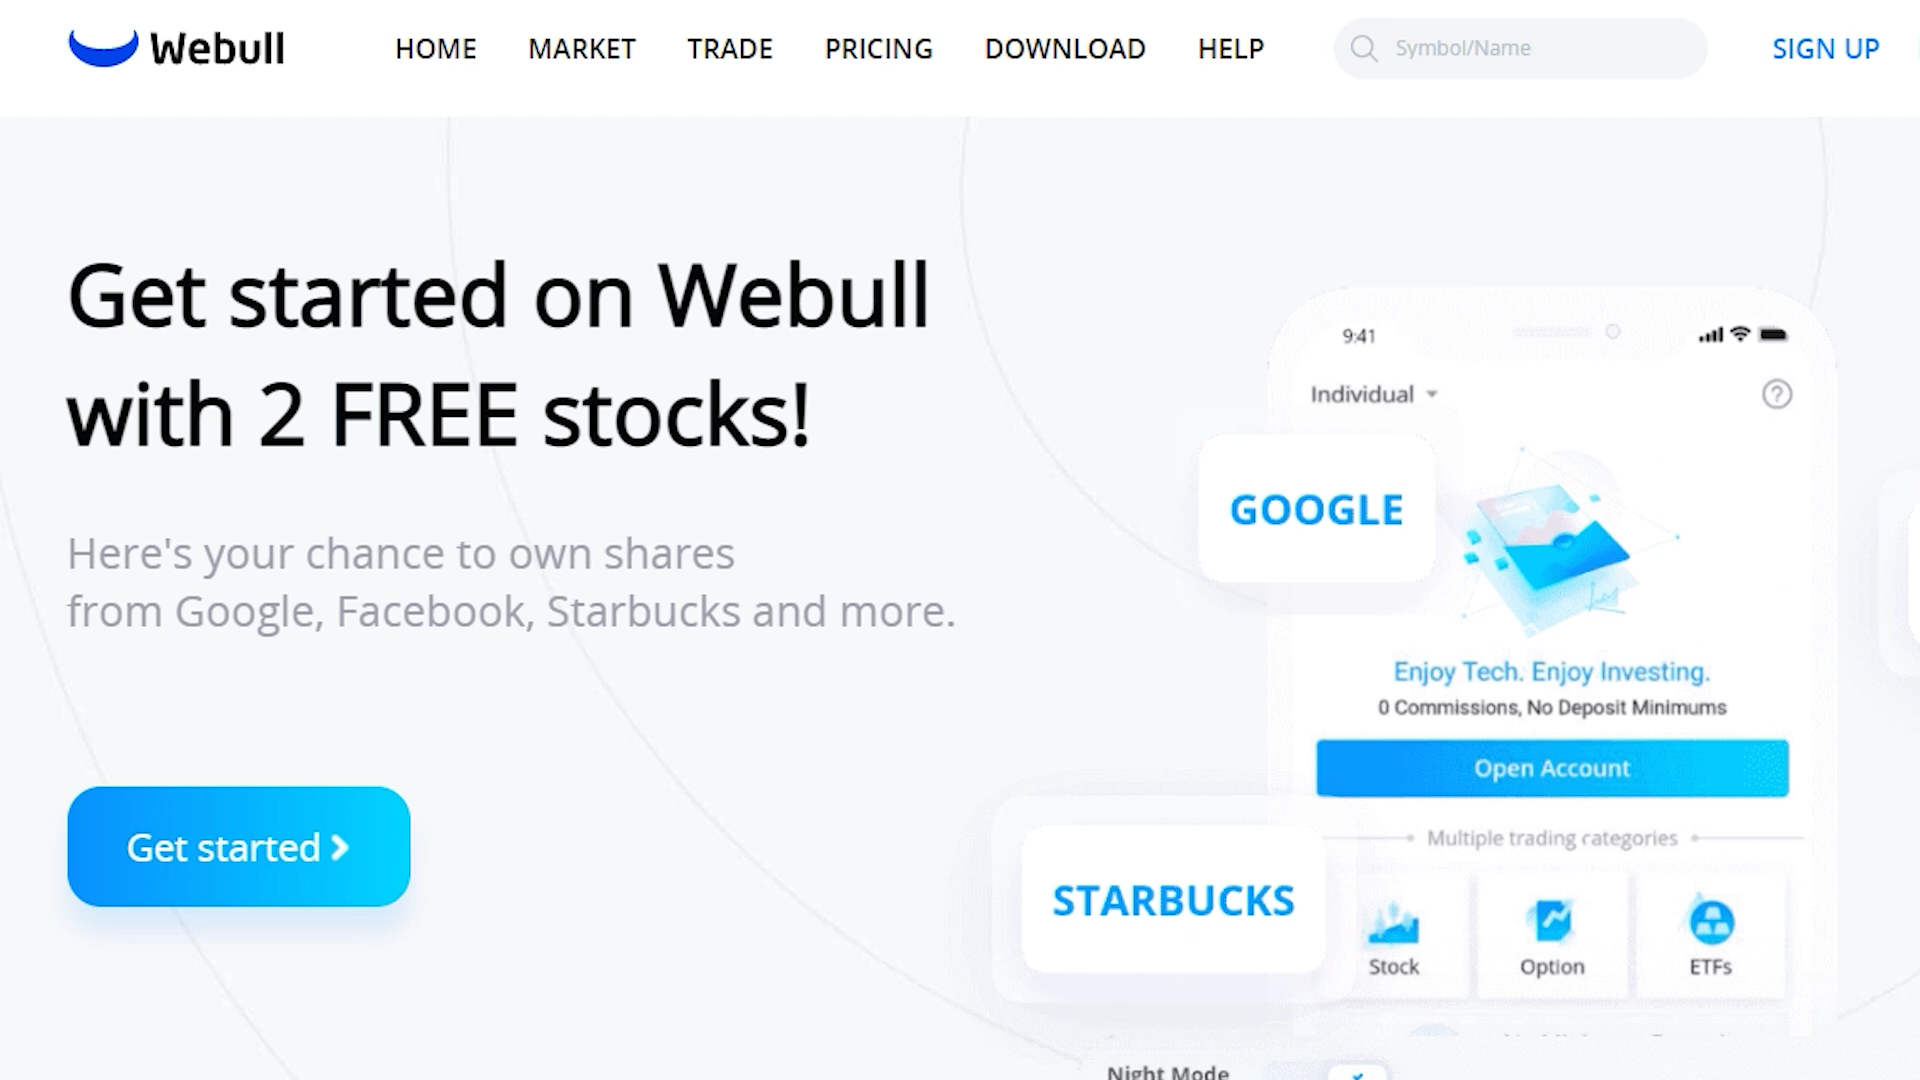 Webull
HOME MARKET TRADE PRICING DOWNLOAD HELP Symbol/Name SIGN UP
Get started on Webull
with 2 FREE stocks!
Here's your chance to own shares
from Google, Facebook, Starbucks and more.
Get started
9:41
Individual
GOOGLE
Enjoy Tech. Enjoy Investing.
0 Commissions, No Deposit Minimums
Open Account
Multiple trading categories
STARBUCKS
Stock Option ETFs
Night Mode